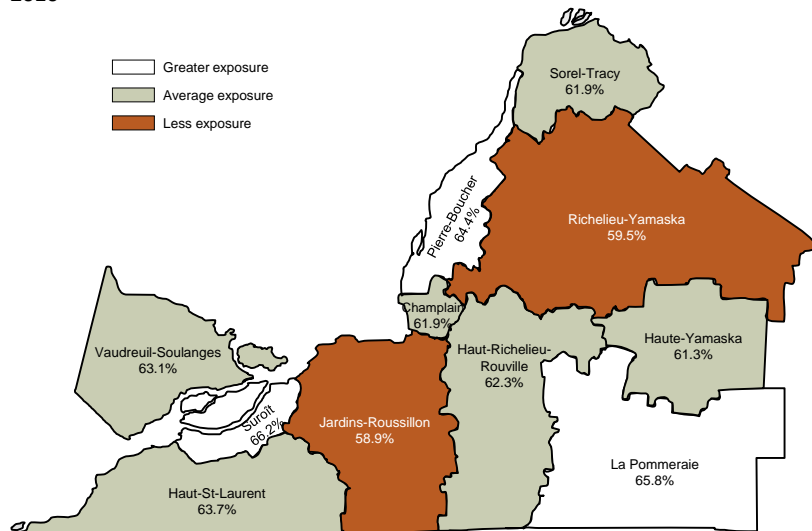 Greater exposure
Average exposure
Less exposure
Sorel-Tracy
61.9%
Pierre-Boucher
64.4%
Richelieu-Yamaska
59.5%
Champlain
61.9%
Vaudreuil-Soulanges
63.1%
Haut-Richelieu-
Rouville
62.3%
Haute-Yamaska
61.3%
Suroît
66.2%
Jardins-Roussillon
58.9%
La Pommeraie
65.8%
Haut-St-Laurent
63.7%